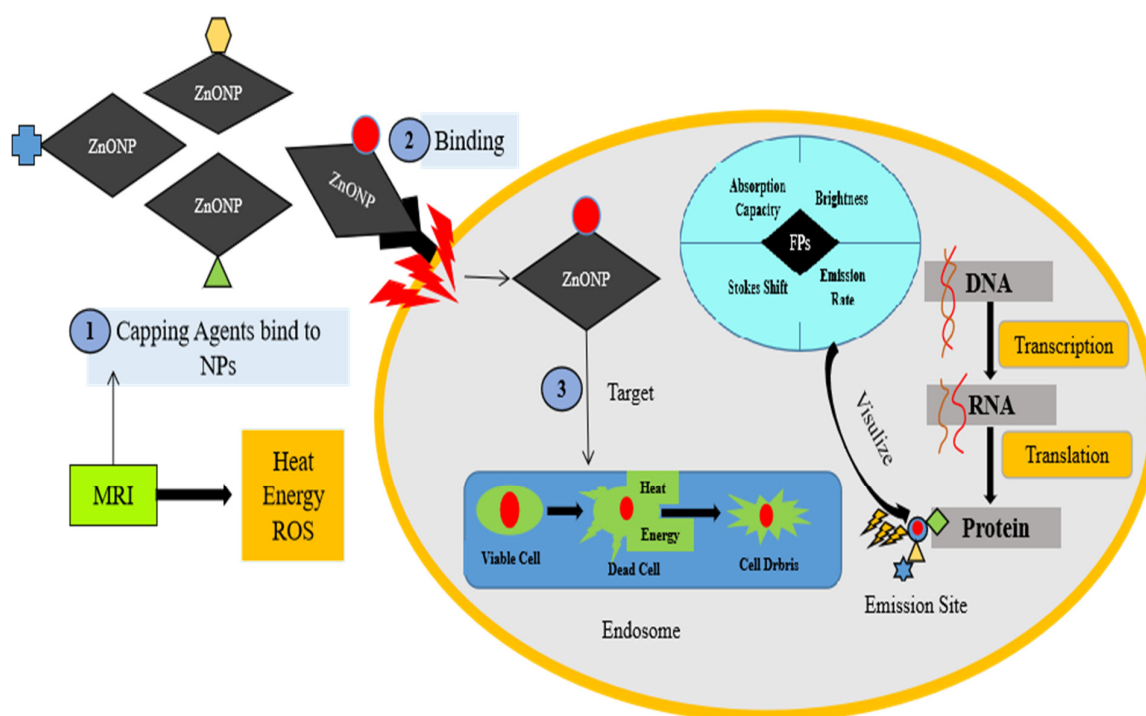 ZnONP
ZnONP
ZnONP
ZnONP
2
Binding
1
Capping Agents bind to
NPs
MRI
Heat
Energy
ROS
ZnONP
3
Target
Absorption
Capacity
Brightness
FPs
Stokes Shift
Emission
Rate
Visulize
DNA
Transcription
RNA
Translation
Protein
Emission Site
Heat
Energy
Viable Cell
Dead Cell
Cell Drbris
Endosome